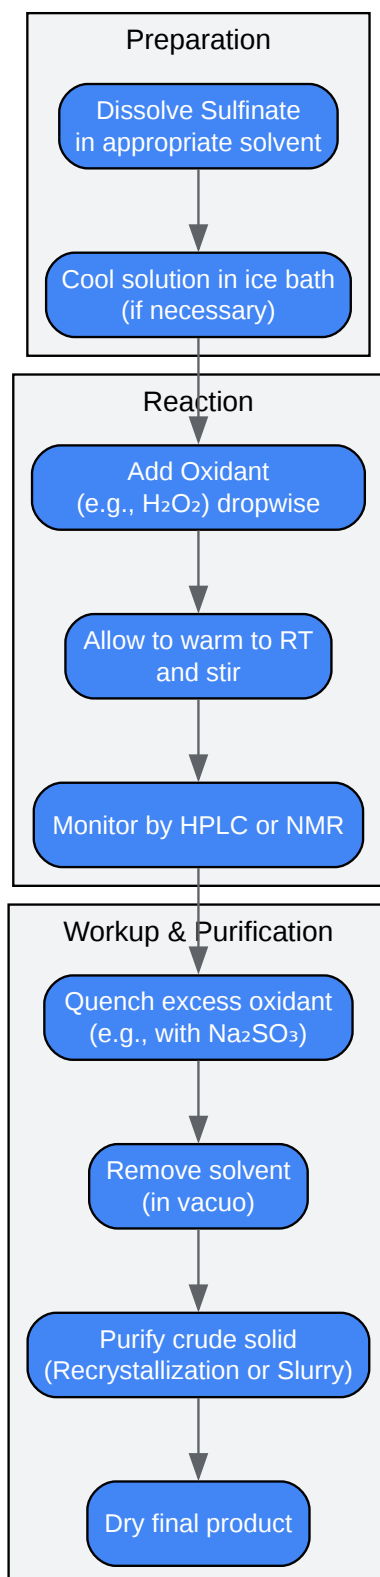 Preparation
Dissolve Sulfinate
in appropriate solvent
Cool solution in ice bath
(if necessary)
Reaction
Add Oxidant
(e.g., H₂O₂) dropwise
Allow to warm to RT
and stir
Monitor by HPLC or NMR
Workup & Purification
Quench excess oxidant
(e.g., with Na₂SO₃)
Remove solvent
(in vacuo)
Purify crude solid
(Recrystallization or Slurry)
Dry final product